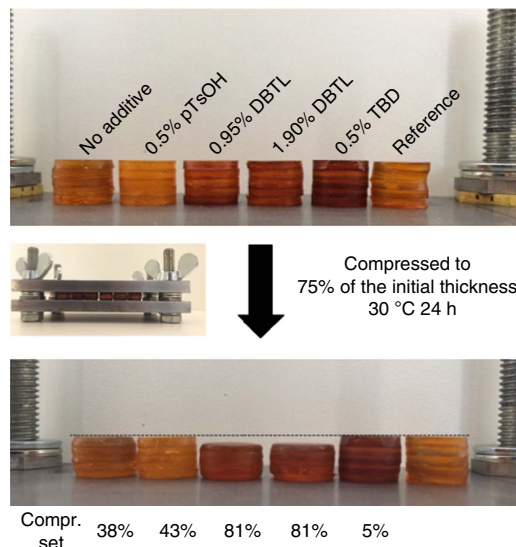 No additive
0.5% pTsOH
0.95% DBTL
1.90% DBTL
0.5% TBD
Reference
Compressed to
75% of the initial thickness
30 °C 24 h
Compr.
set
38% 43% 81% 81% 5%